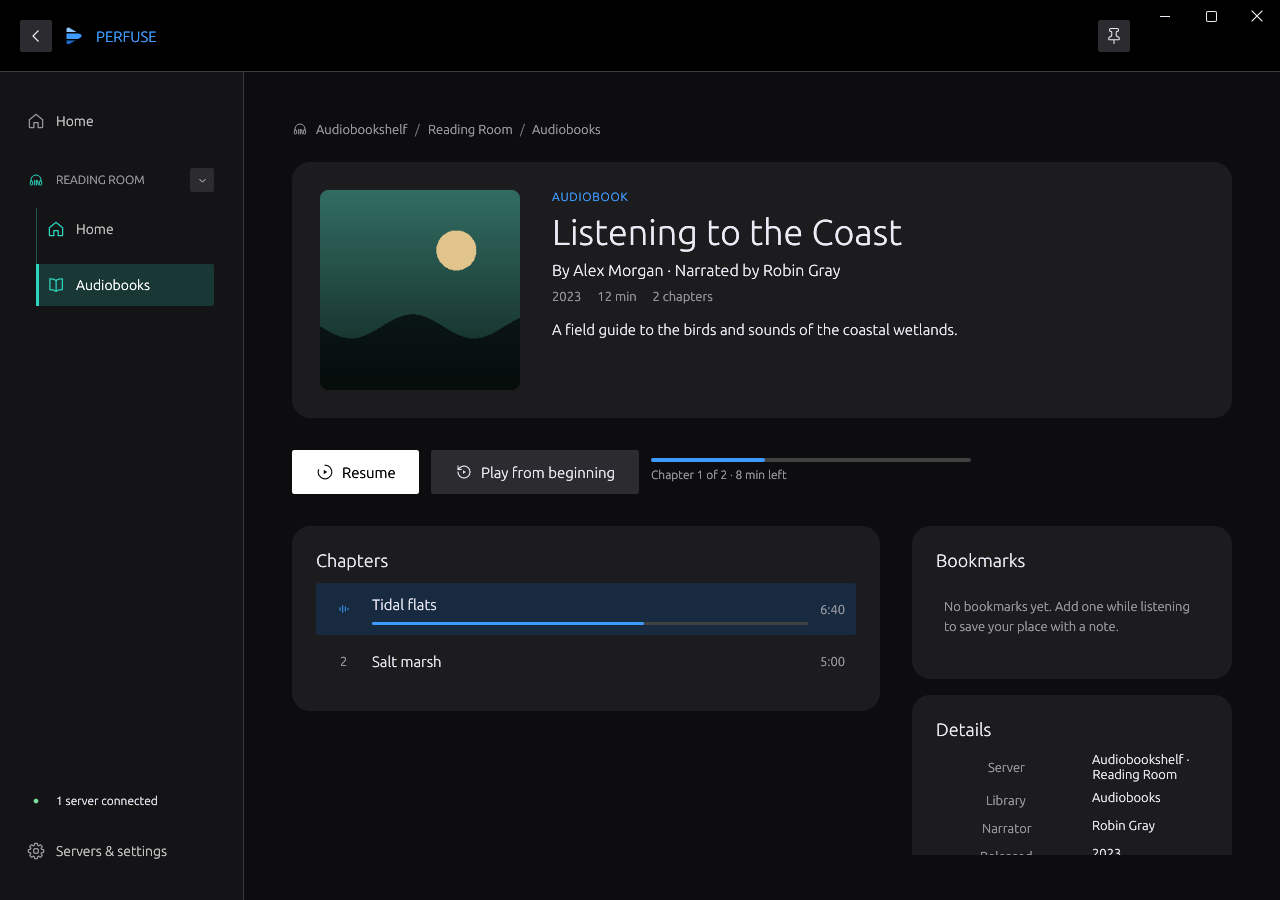 PERFUSE
Home
READING ROOM
Home
Audiobooks
1 server connected
Servers & settings
Audiobookshelf / Reading Room / Audiobooks
AUDIOBOOK
Listening to the Coast
By Alex Morgan · Narrated by Robin Gray
2023 12 min 2 chapters
A field guide to the birds and sounds of the coastal wetlands.
Resume
Play from beginning
Chapter 1 of 2 · 8 min left
Chapters
Tidal flats 6:40
2 Salt marsh 5:00
Bookmarks
No bookmarks yet. Add one while listening
to save your place with a note.
Details
Server Audiobookshelf ·
Reading Room
Library Audiobooks
Narrator Robin Gray
Released 2023